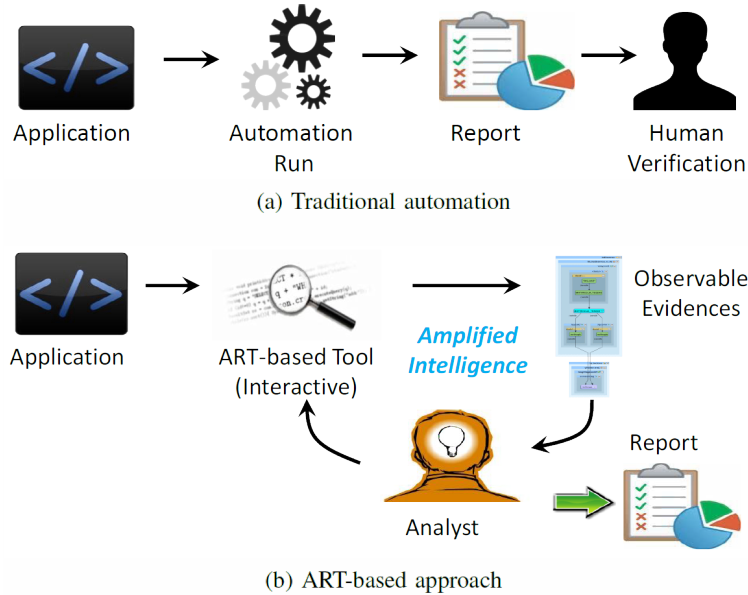 </>
Application
Automation
Run
Report
Human
Verification
(a) Traditional automation
</>
Application
ART-based Tool
(Interactive)
Amplified
Intelligence
Observable
Evidences
Analyst
Report
(b) ART-based approach